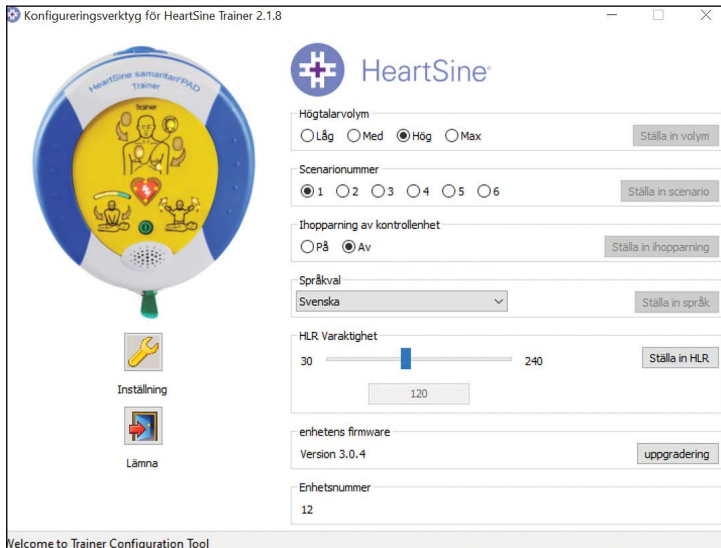 Konfigureringsverktyg för HeartSine Trainer 2.1.8
HeartSine samaritan PAD
Trainer
Trainer
HeartSine
Högtalarvolym
Låg Med Hög Max Ställa in volym
Scenarionummer
1 2 3 4 5 6 Ställa in scenario
Ihopparning av kontrollenhet
På Av Ställa in ihopparning
Språkval
Svenska Ställa in språk
HLR Varaktighet
30 240 Ställa in HLR
120
Inställning
enhetens firmware
Version 3.0.4 uppgradering
Lämna
Enhetsnummer
12
Welcome to Trainer Configuration Tool